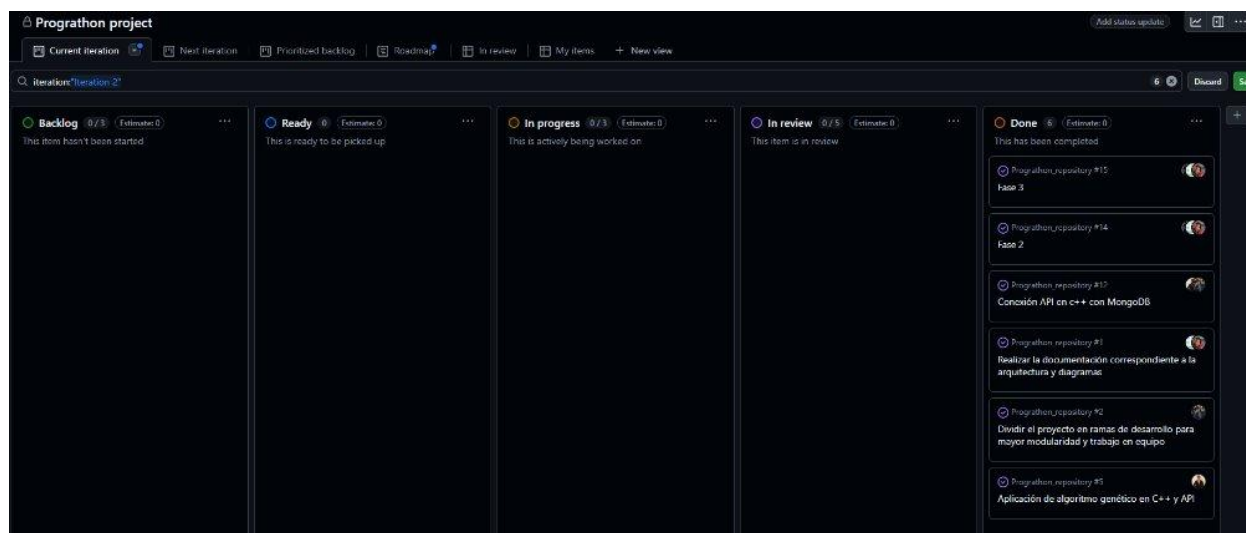 Prograthon project
Add status update
Current iteration
Next iteration
Prioritized backlog
Roadmap
In review
My items
+ New view
iteration:"Iteration 2"
6
Discard
Backlog 0/3 Estimate: 0
This item hasn't been started
Ready 0 Estimate: 0
This is ready to be picked up
In progress 0/3 Estimate: 0
This is actively being worked on
In review 0/5 Estimate: 0
This item is in review
Done 6 Estimate: 0
This has been completed
Prograthon_repository #15
Fase 3
Prograthon_repository #14
Fase 2
Prograthon_repository #12
Conexión API en c++ con MongoDB
Prograthon_repository #1
Realizar la documentación correspondiente a la
arquitectura y diagramas
Prograthon_repository #2
Dividir el proyecto en ramas de desarrollo para
mayor modularidad y trabajo en equipo
Prograthon_repository #5
Aplicación de algoritmo genético en C++ y API